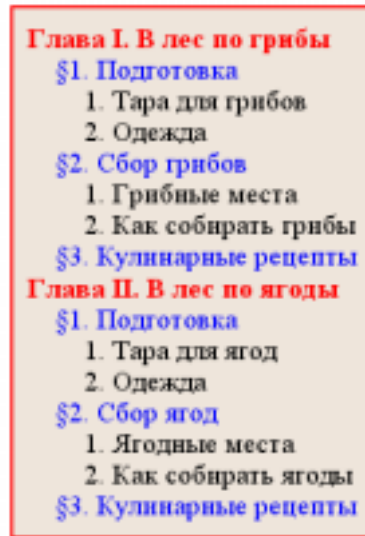 Глава I. В лес по грибы
§1. Подготовка
1. Тара для грибов
2. Одежда
§2. Сбор грибов
1. Грибные места
2. Как собирать грибы
§3. Кулинарные рецепты
Глава II. В лес по ягоды
§1. Подготовка
1. Тара для ягод
2. Одежда
§2. Сбор ягод
1. Ягодные места
2. Как собирать ягоды
§3. Кулинарные рецепты